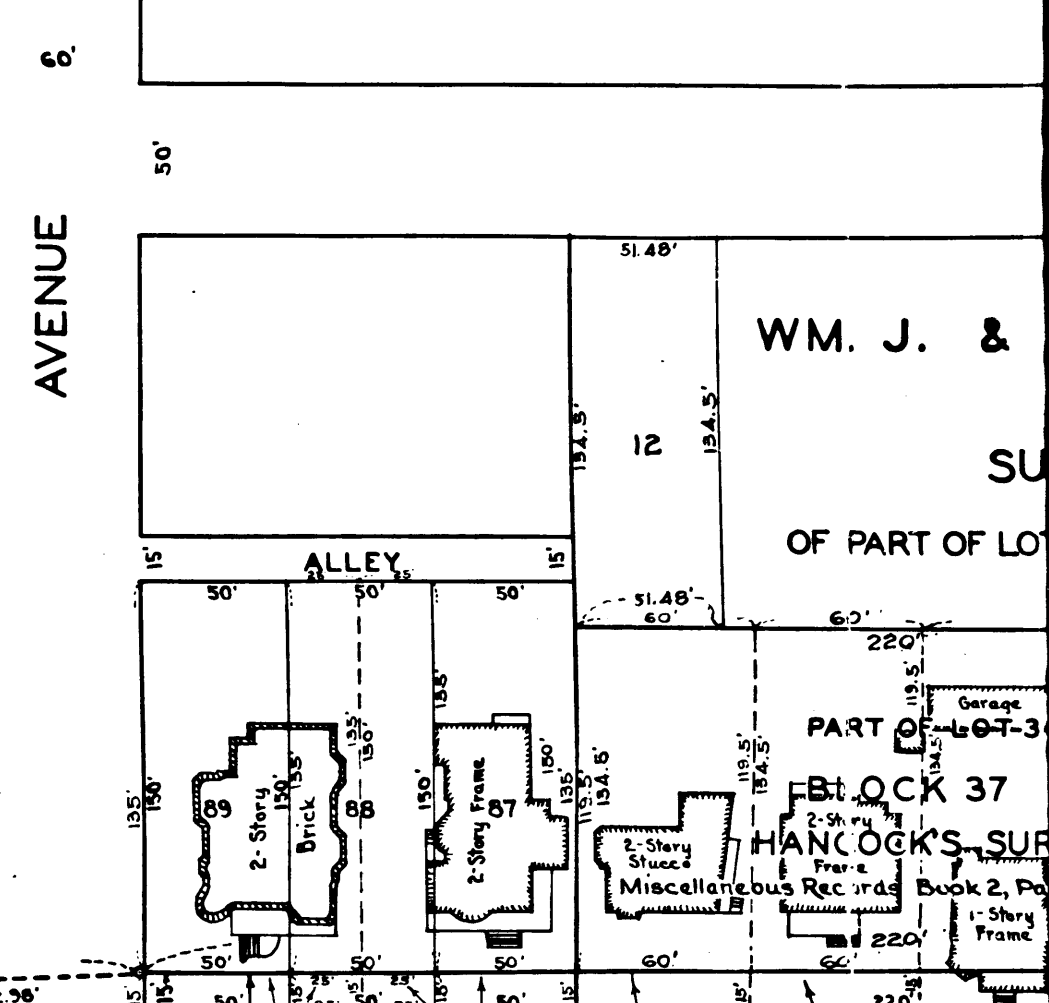 60'
50'
AVENUE
51.48'
WM. J. &
134.5'
134.5'
12
SU
OF PART OF LOT
15'
ALLEY
15'
25 25
50' 50' 50'
51.48'
60' 60'
220'
135'
119.5'
Garage
PART OF LOT 3
135'
150'
119.5'
134.5'
134.5'
BLOCK 37
135'
150'
89
2-Story
Brick
150'
135'
88
150'
2-Story Frame
87
150'
135'
119.5'
134.5'
2-Story
Stucco
2-Story
Frame
HANCOCK'S SUR
Miscellaneous Records Book 2, Pa
1-Story
Frame
220'
50' 50' 50' 60' 60'
.98'
15' 15' 15' 15' 15' 15' 15'
25' 25'
50' 50' 50' 220'